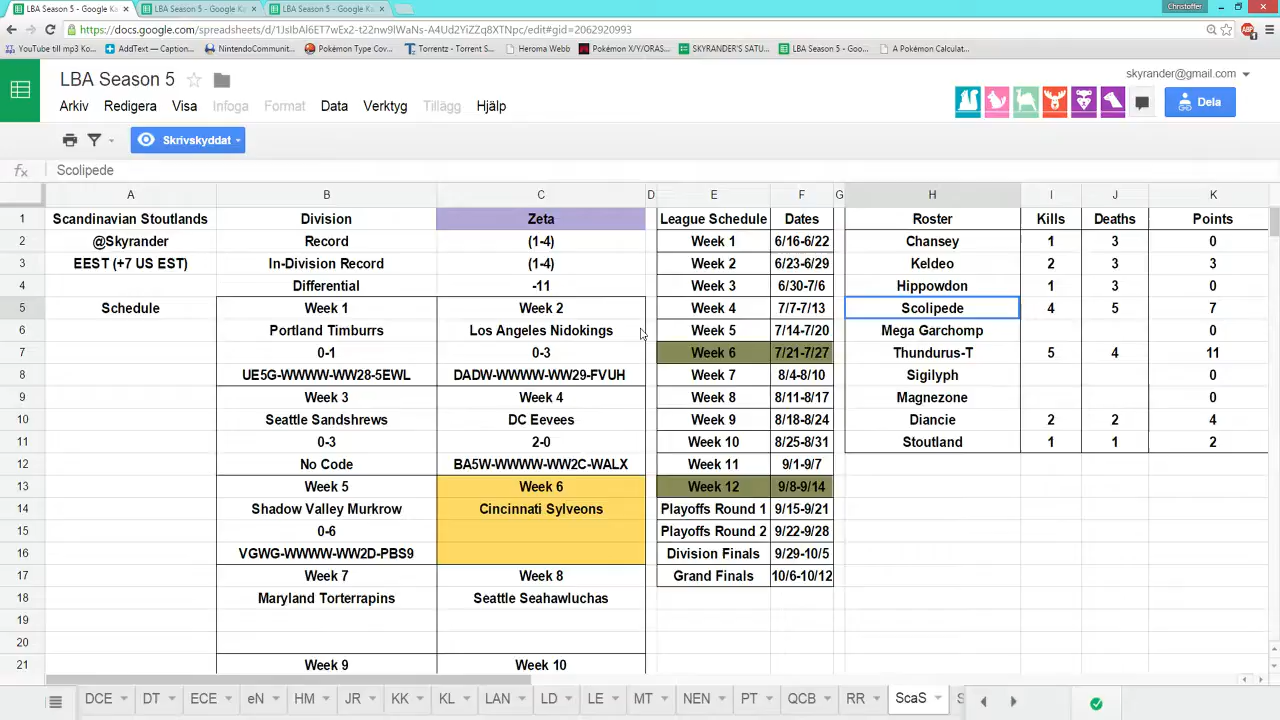 LBA Season 5 - Google Ka
LBA Season 5 - Google Ka
LBA Season 5 - Google Ka
Christoffer
https://docs.google.com/spreadsheets/d/1JsIbAl6ET7wEx2-t22nw9lWaNs-A4Ud2YiZZq8XTNpc/edit#gid=2062920993
YouTube till mp3 Ko... AddText — Caption... NintendoCommuniti... Pokémon Type Cov... Torrentz - Torrent S... Heroma Webb Pokémon X/Y/ORAS... SKYRANDER'S SATU... LBA Season 5 - Goo... A Pokémon Calculat...
LBA Season 5
skyrander@gmail.com
Arkiv Redigera Visa Infoga Format Data Verktyg Tillägg Hjälp
Dela
Skrivskyddat
fx Scolipede
A B C D E F G H I J K
1 Scandinavian Stoutlands Division Zeta League Schedule Dates Roster Kills Deaths Points
2 @Skyrander Record (1-4) Week 1 6/16-6/22 Chansey 1 3 0
3 EEST (+7 US EST) In-Division Record (1-4) Week 2 6/23-6/29 Keldeo 2 3 3
4 Differential -11 Week 3 6/30-7/6 Hippowdon 1 3 0
5 Schedule Week 1 Week 2 Week 4 7/7-7/13 Scolipede 4 5 7
6 Portland Timburrs Los Angeles Nidokings Week 5 7/14-7/20 Mega Garchomp 0
7 0-1 0-3 Week 6 7/21-7/27 Thundurus-T 5 4 11
8 UE5G-WWWW-WW28-5EWL DADW-WWWW-WW29-FVUH Week 7 8/4-8/10 Sigilyph 0
9 Week 3 Week 4 Week 8 8/11-8/17 Magnezone 0
10 Seattle Sandshrews DC Eevees Week 9 8/18-8/24 Diancie 2 2 4
11 0-3 2-0 Week 10 8/25-8/31 Stoutland 1 1 2
12 No Code BA5W-WWWW-WW2C-WALX Week 11 9/1-9/7
13 Week 5 Week 6 Week 12 9/8-9/14
14 Shadow Valley Murkrow Cincinnati Sylveons Playoffs Round 1 9/15-9/21
15 0-6 Playoffs Round 2 9/22-9/28
16 VGWG-WWWW-WW2D-PBS9 Division Finals 9/29-10/5
17 Week 7 Week 8 Grand Finals 10/6-10/12
18 Maryland Torterrapins Seattle Seahawluchas
19
20
21 Week 9 Week 10
DCE DT ECE eN HM JR KK KL LAN LD LE MT NEN PT QCB RR ScaS